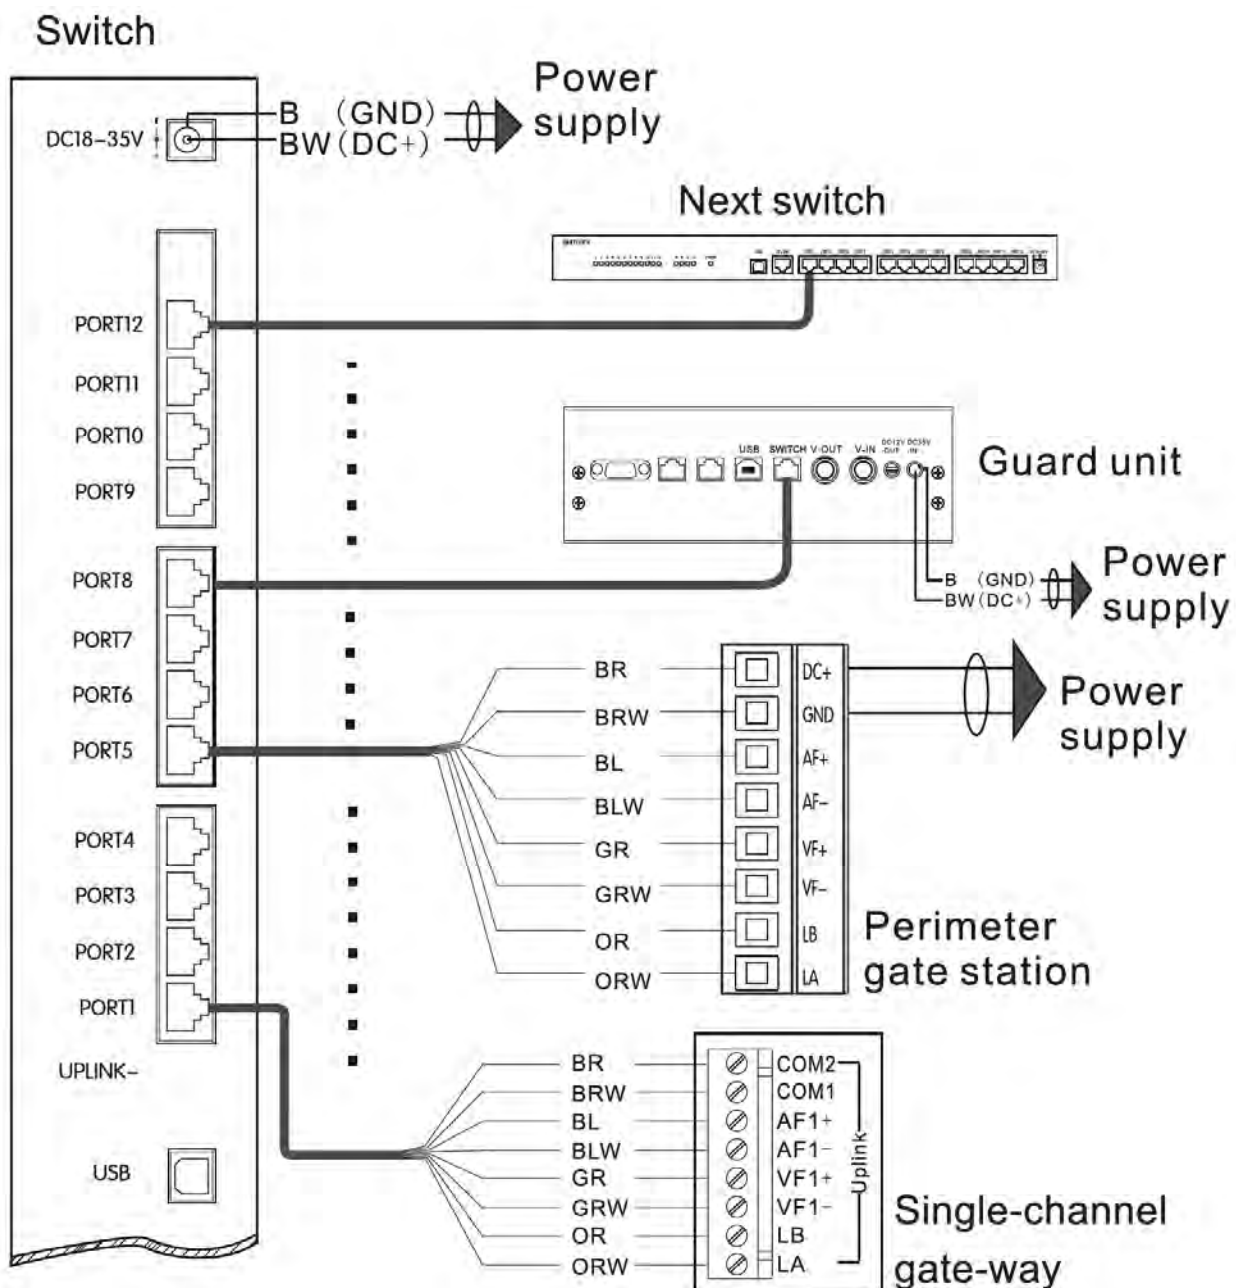 Switch
DC18-35V
B (GND)
BW(DC+)
Power
supply
Next switch
PORT12
PORT11
PORT10
PORT9
USB SWITCH V-OUT V-IN DC12V DC35V
-OUT -IN-
Guard unit
B (GND)
BW(DC+)
Power
supply
PORT8
PORT7
PORT6
PORT5
BR DC+
BRW GND
BL AF+
BLW AF-
GR VF+
GRW VF-
OR LB
ORW LA
Power
supply
Perimeter
gate station
PORT4
PORT3
PORT2
PORT1
UPLINK-
USB
BR COM2
BRW COM1
BL AF1+
BLW AF1-
GR VF1+
GRW VF1-
OR LB
ORW LA
Uplink
Single-channel
gate-way